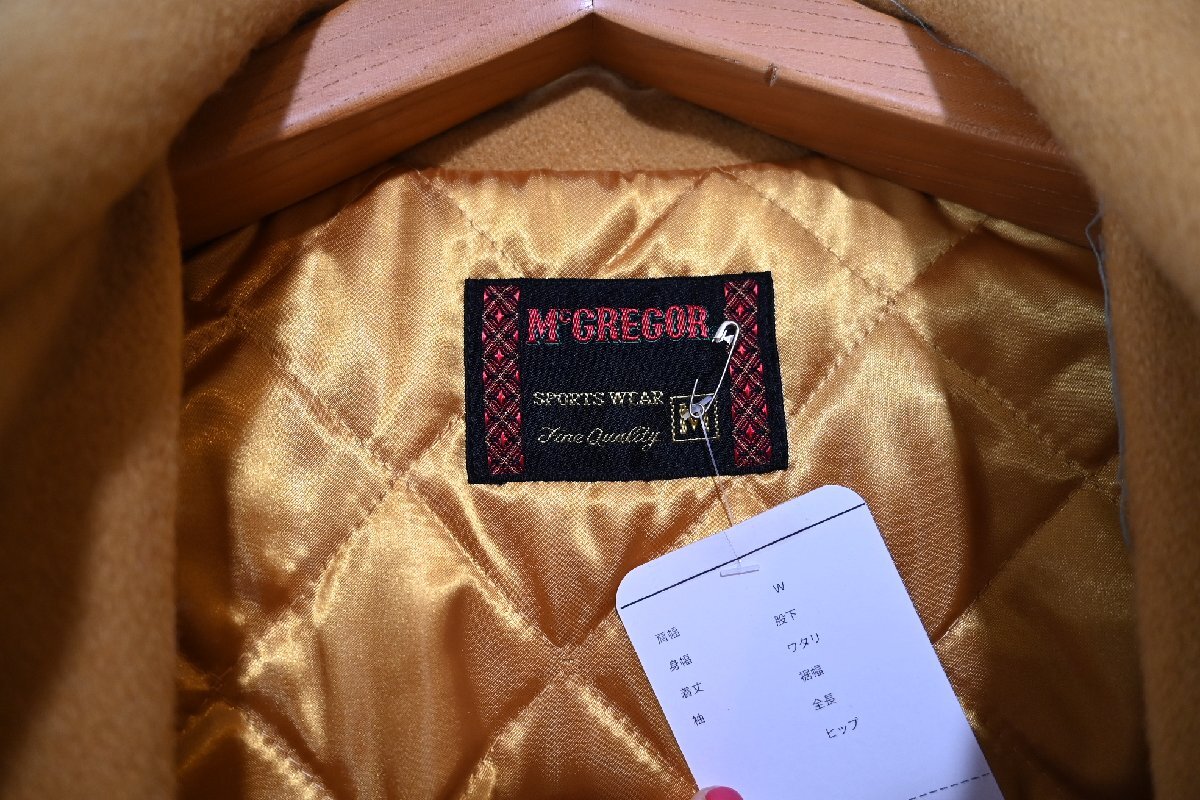 McGREGOR
SPORTS WEAR
Fine Quality
M
W
肩幅
股下
身幅
ワタリ
着丈
裾幅
袖
全長
ヒップ